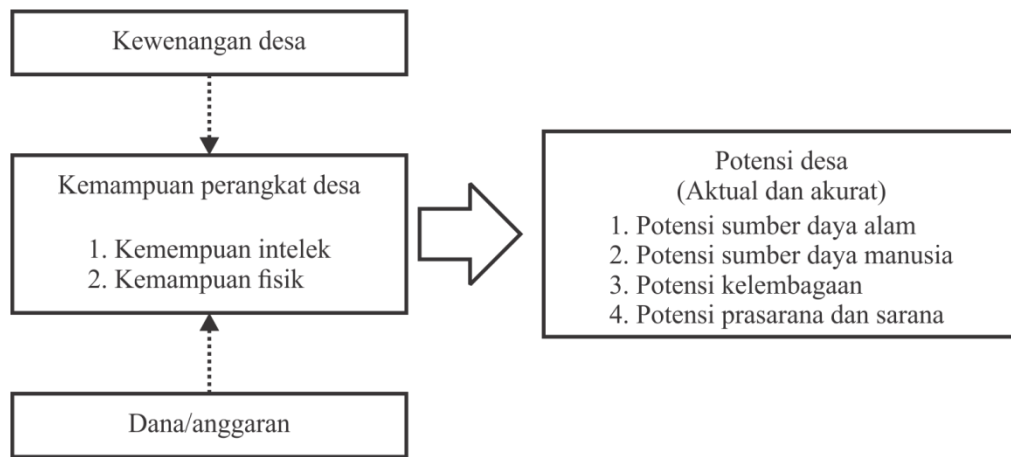 Kewenangan desa
Kemampuan perangkat desa
1. Kemempuan intelek
2. Kemampuan fisik
Dana/anggaran
Potensi desa
(Aktual dan akurat)
1. Potensi sumber daya alam
2. Potensi sumber daya manusia
3. Potensi kelembagaan
4. Potensi prasarana dan sarana